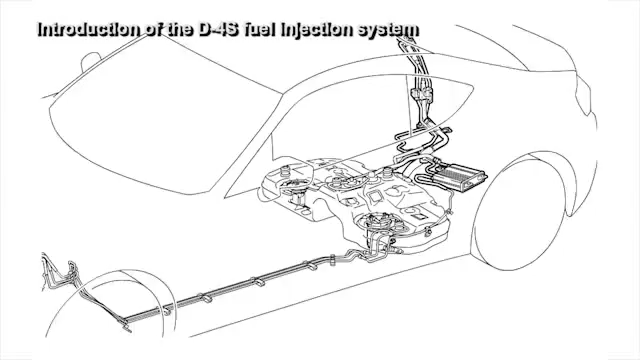 Introduction of the D-4S fuel injection system